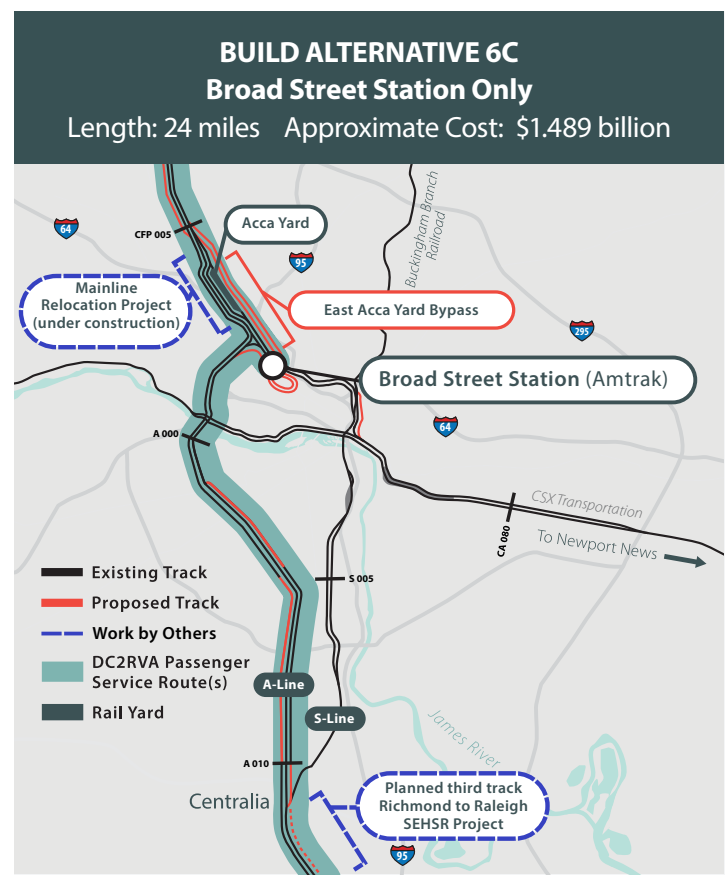 BUILD ALTERNATIVE 6C
Broad Street Station Only
Length: 24 miles Approximate Cost: $1.489 billion
Buckingham Branch
Railroad
64
CFP 005
Acca Yard
95
Mainline
Relocation Project
(under construction)
East Acca Yard Bypass
295
Broad Street Station (Amtrak)
A 000
64
CSX Transportation
CA 080
To Newport News
Existing Track
Proposed Track
Work by Others
DC2RVA Passenger
Service Route(s)
Rail Yard
S 005
A-Line
S-Line
James River
A 010
Centralia
Planned third track
Richmond to Raleigh
SEHSR Project
95